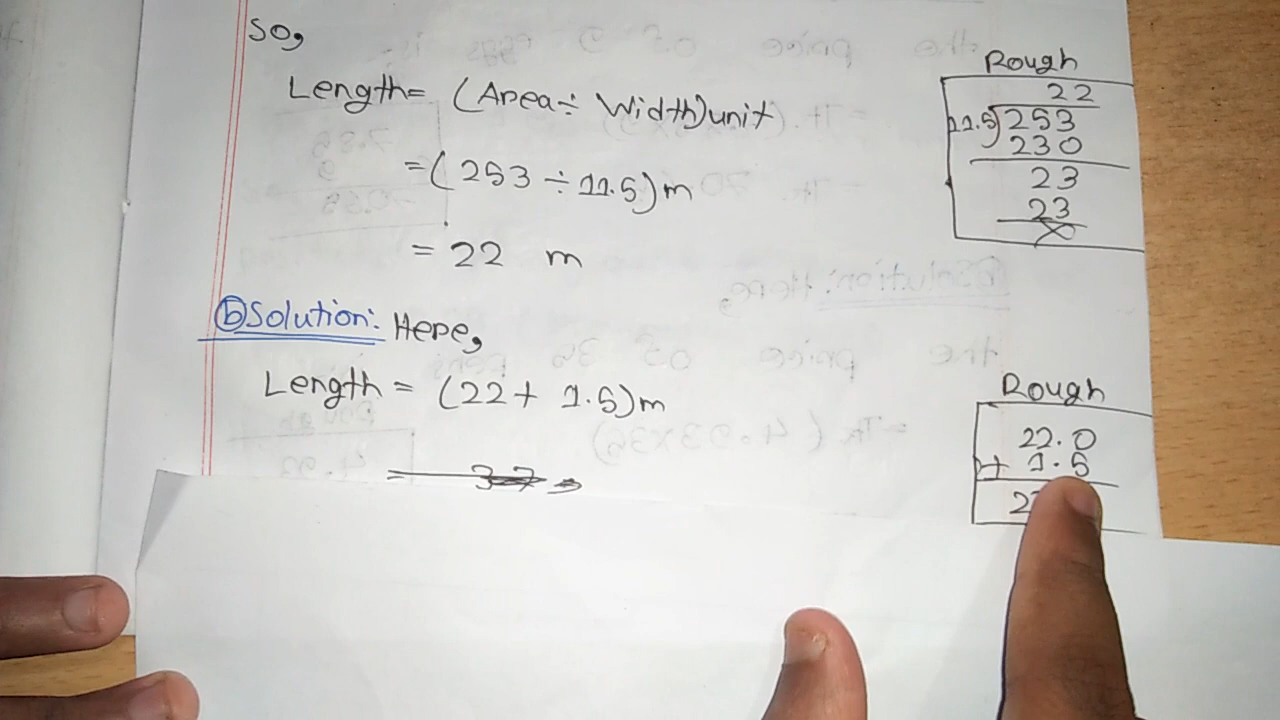 so,
Length= (Area÷ Width)unit
=( 253 ÷ 11.5)m
= 22 m
Rough
22
11.5)253
230
23
23
x
ⓑSolution: Here,
Length = (22+ 1.5)m
=
Rough
22.0
+ 1.5